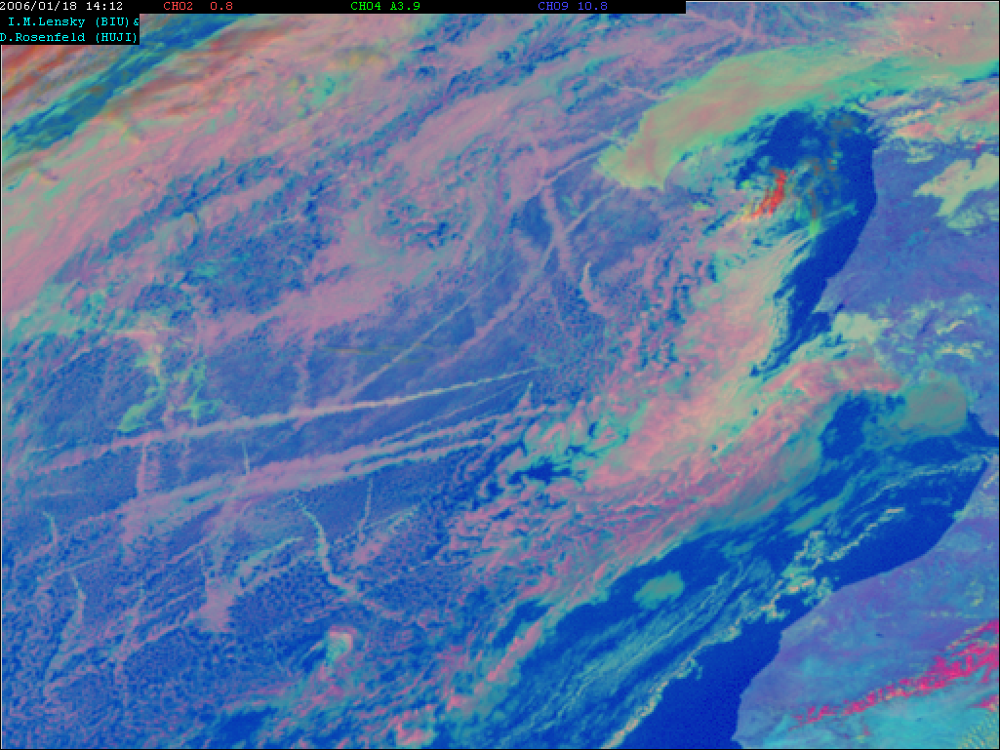 2006/01/18 14:12 CH02 0.8 CH04 A3.9 CH09 10.8
I.M.Lensky (BIU)&
D.Rosenfeld (HUJI)